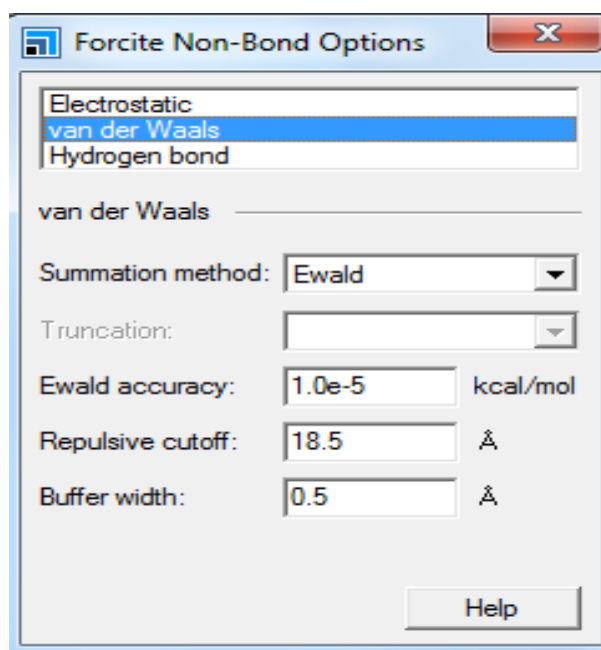 Forcite Non-Bond Options
Electrostatic
van der Waals
Hydrogen bond
van der Waals
Summation method: Ewald
Truncation:
Ewald accuracy: 1.0e-5 kcal/mol
Repulsive cutoff: 18.5 Å
Buffer width: 0.5 Å
Help